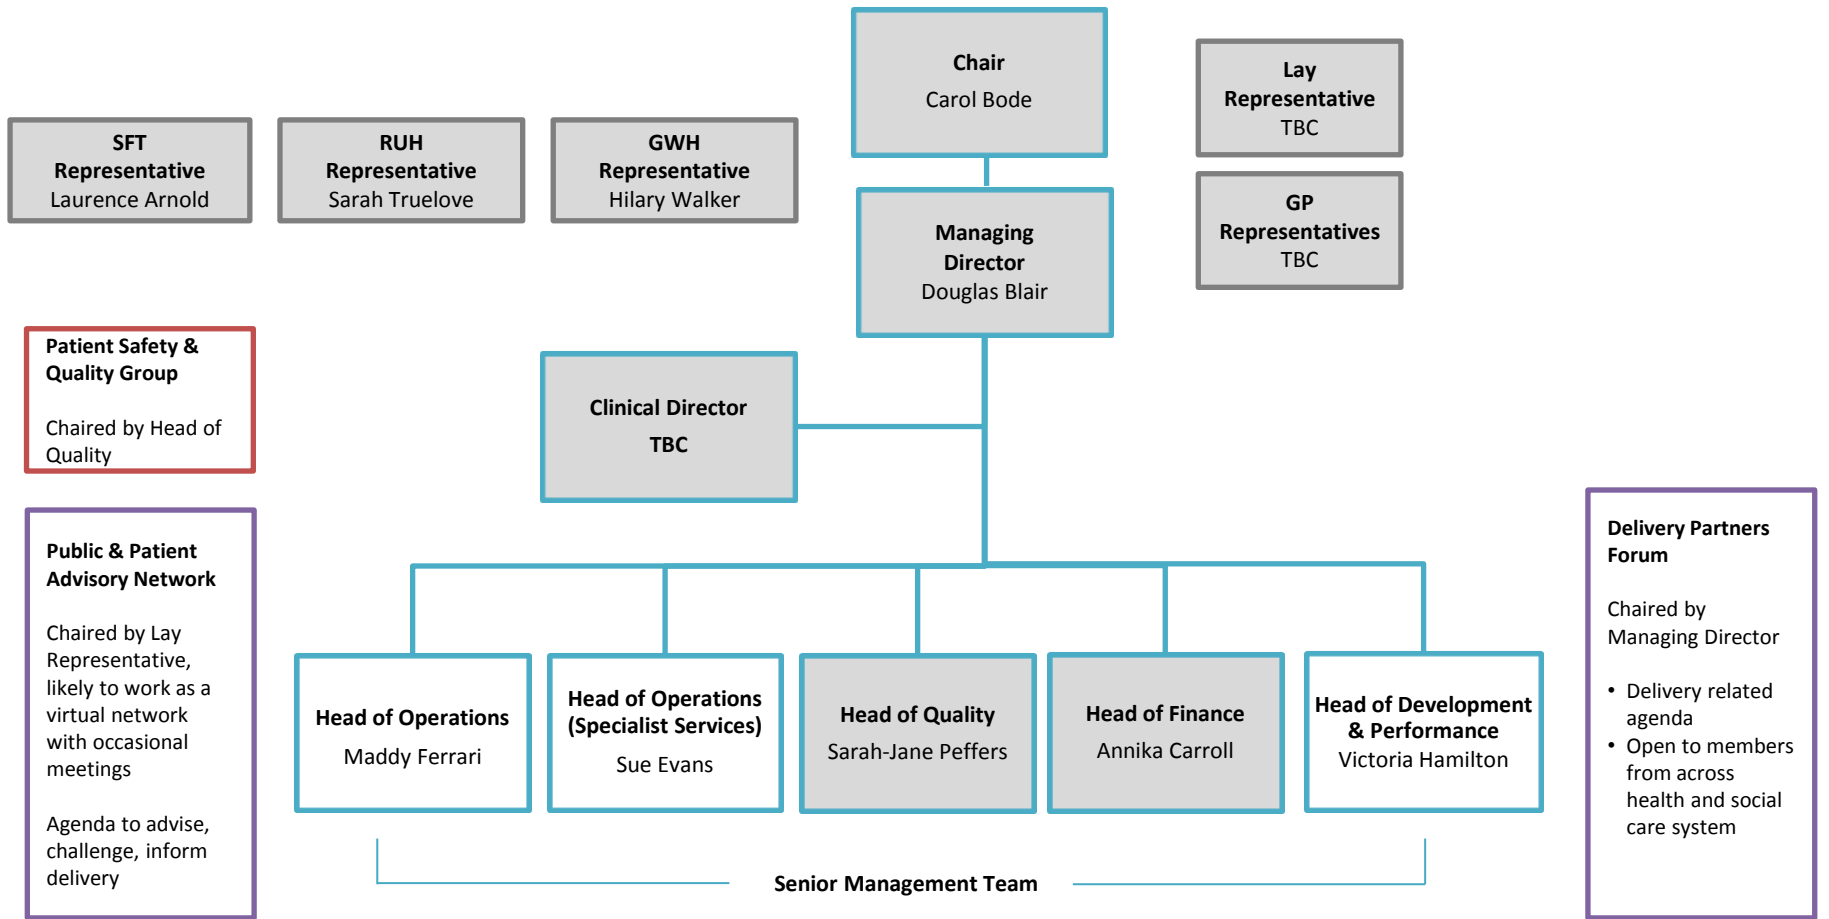 Chair
Carol Bode
Lay
Representative
TBC
SFT
Representative
Laurence Arnold
RUH
Representative
Sarah Truelove
GWH
Representative
Hilary Walker
GP
Representatives
TBC
Managing
Director
Douglas Blair
Patient Safety &
Quality Group
Chaired by Head of
Quality
Clinical Director
TBC
Public & Patient
Advisory Network
Chaired by Lay
Representative,
likely to work as a
virtual network
with occasional
meetings
Agenda to advise,
challenge, inform
delivery
Delivery Partners
Forum
Chaired by
Managing Director
• Delivery related
agenda
• Open to members
from across
health and social
care system
Head of Operations
Maddy Ferrari
Head of Operations
(Specialist Services)
Sue Evans
Head of Quality
Sarah-Jane Peffers
Head of Finance
Annika Carroll
Head of Development
& Performance
Victoria Hamilton
Senior Management Team